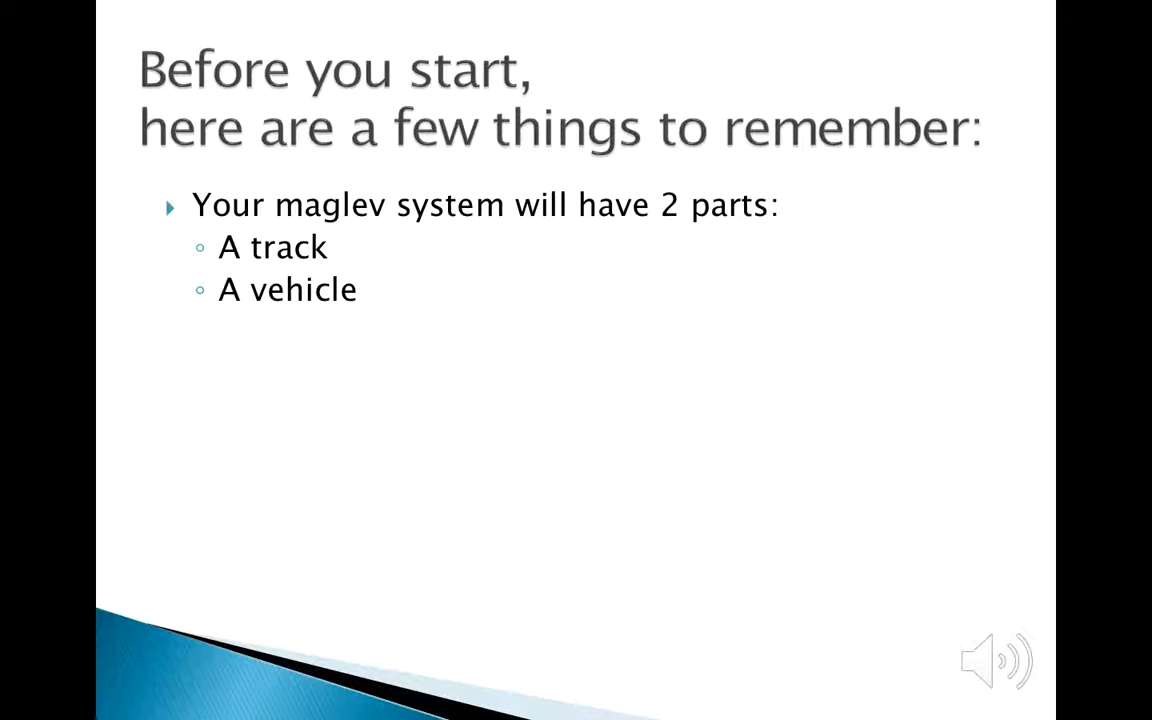 Before you start,
here are a few things to remember:
Your maglev system will have 2 parts:
A track
A vehicle